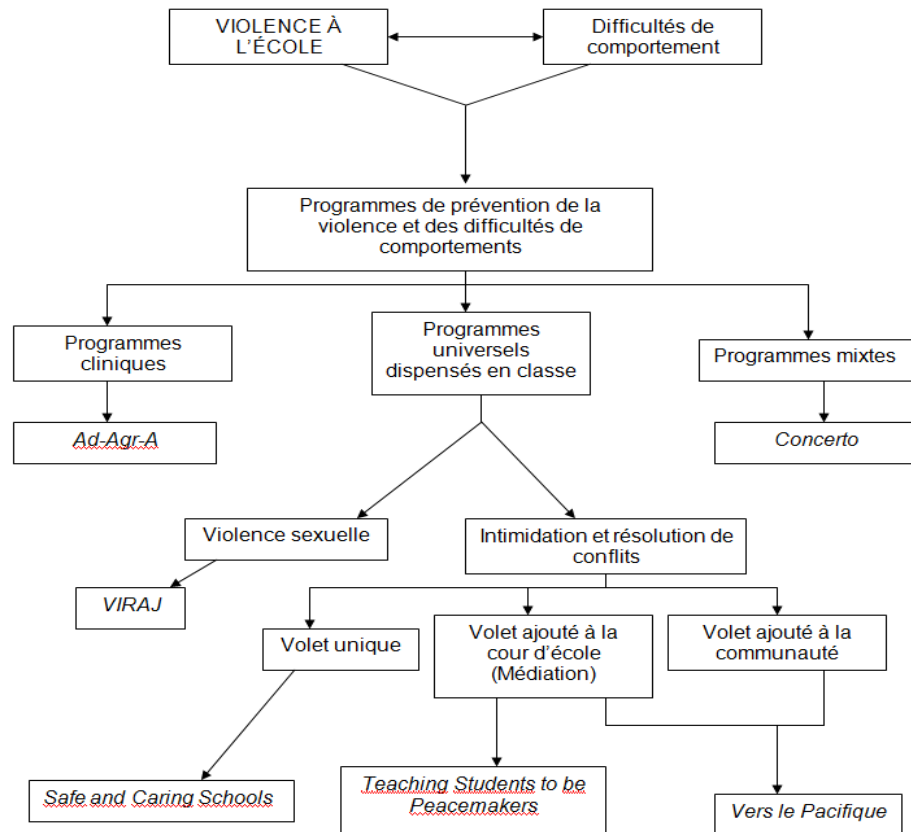 VIOLENCE À
L'ÉCOLE
Difficultés de
comportement
Programmes de prévention de la
violence et des difficultés de
comportements
Programmes
cliniques
Programmes
universels
dispensés en classe
Programmes mixtes
Ad-Agr-A
Concerto
Violence sexuelle
Intimidation et résolution de
conflits
VIRAJ
Volet unique
Volet ajouté à la
cour d'école
(Médiation)
Volet ajouté à la
communauté
Safe and Caring Schools
Teaching Students to be
Peacemakers
Vers le Pacifique